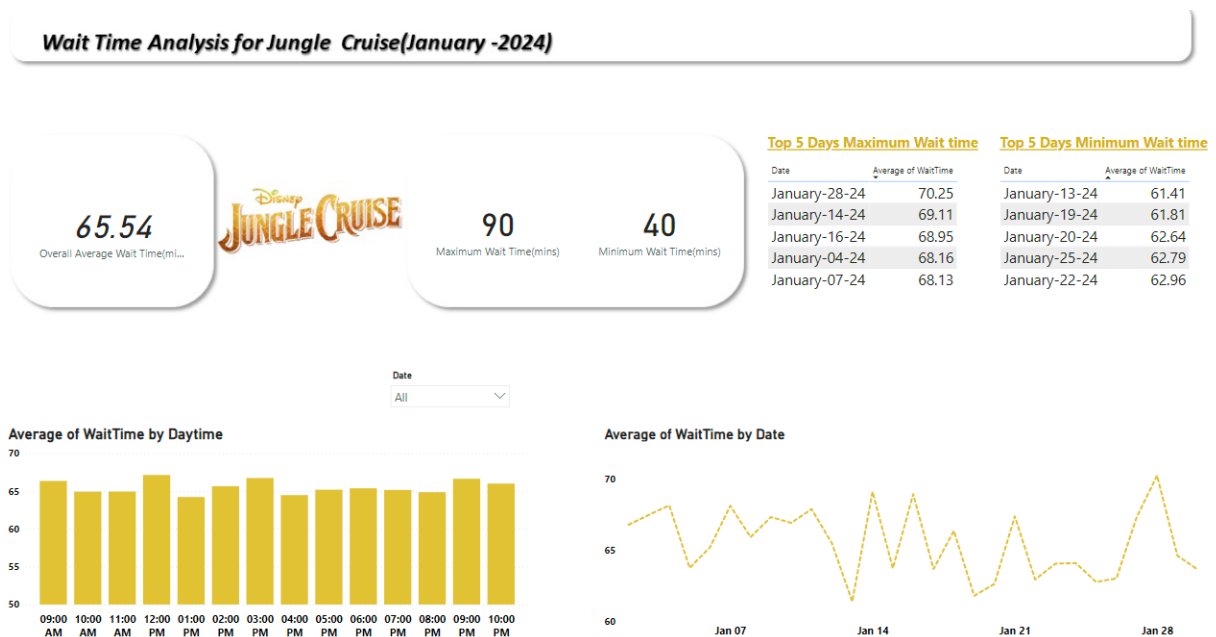 Wait Time Analysis for Jungle  Cruise(January -2024)
65.54
Overall Average Wait Time(mi...
Disney
JUNGLE CRUISE
90
Maximum Wait Time(mins)
40
Minimum Wait Time(mins)
Top 5 Days Maximum Wait time
Date Average of WaitTime
January-28-24 70.25
January-14-24 69.11
January-16-24 68.95
January-04-24 68.16
January-07-24 68.13
Top 5 Days Minimum Wait time
Date Average of WaitTime
January-13-24 61.41
January-19-24 61.81
January-20-24 62.64
January-25-24 62.79
January-22-24 62.96
Date
All
Average of WaitTime by Daytime
70
65
60
55
50
09:00 10:00 11:00 12:00 01:00 02:00 03:00 04:00 05:00 06:00 07:00 08:00 09:00 10:00
AM AM AM PM PM PM PM PM PM PM PM PM PM PM
Average of WaitTime by Date
70
65
60
Jan 07 Jan 14 Jan 21 Jan 28